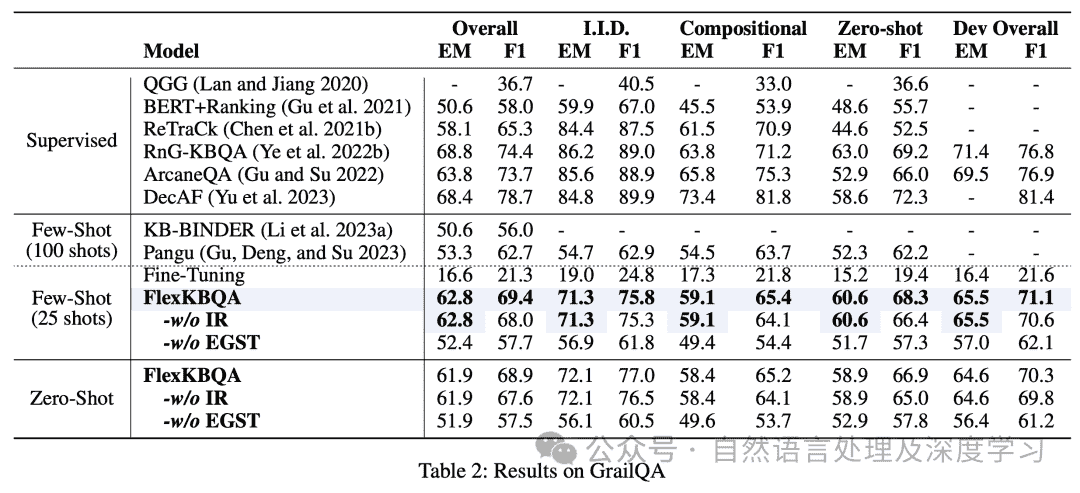 Overall I.I.D. Compositional Zero-shot Dev Overall
Model EM F1 EM F1 EM F1 EM F1 EM F1
Supervised
QGG (Lan and Jiang 2020) - 36.7 - 40.5 - 33.0 - 36.6 - -
BERT+Ranking (Gu et al. 2021) 50.6 58.0 59.9 67.0 45.5 53.9 48.6 55.7 - -
ReTraCk (Chen et al. 2021b) 58.1 65.3 84.4 87.5 61.5 70.9 44.6 52.5 - -
RnG-KBQA (Ye et al. 2022b) 68.8 74.4 86.2 89.0 63.8 71.2 63.0 69.2 71.4 76.8
ArcaneQA (Gu and Su 2022) 63.8 73.7 85.6 88.9 65.8 75.3 52.9 66.0 69.5 76.9
DecAF (Yu et al. 2023) 68.4 78.7 84.8 89.9 73.4 81.8 58.6 72.3 - 81.4
Few-Shot
(100 shots)
KB-BINDER (Li et al. 2023a) 50.6 56.0 - - - - - - - -
Pangu (Gu, Deng, and Su 2023) 53.3 62.7 54.7 62.9 54.5 63.7 52.3 62.2 - -
Few-Shot
(25 shots)
Fine-Tuning 16.6 21.3 19.0 24.8 17.3 21.8 15.2 19.4 16.4 21.6
FlexKBQA 62.8 69.4 71.3 75.8 59.1 65.4 60.6 68.3 65.5 71.1
-w/o IR 62.8 68.0 71.3 75.3 59.1 64.1 60.6 66.4 65.5 70.6
-w/o EGST 52.4 57.7 56.9 61.8 49.4 54.4 51.7 57.3 57.0 62.1
Zero-Shot
FlexKBQA 61.9 68.9 72.1 77.0 58.4 65.2 58.9 66.9 64.6 70.3
-w/o IR 61.9 67.6 72.1 76.5 58.4 64.1 58.9 65.0 64.6 69.8
-w/o EGST 51.9 57.5 56.1 60.5 49.6 53.7 52.9 57.8 56.4 61.2
公众号 · 自然语言处理及深度学习
Table 2: Results on GrailQA